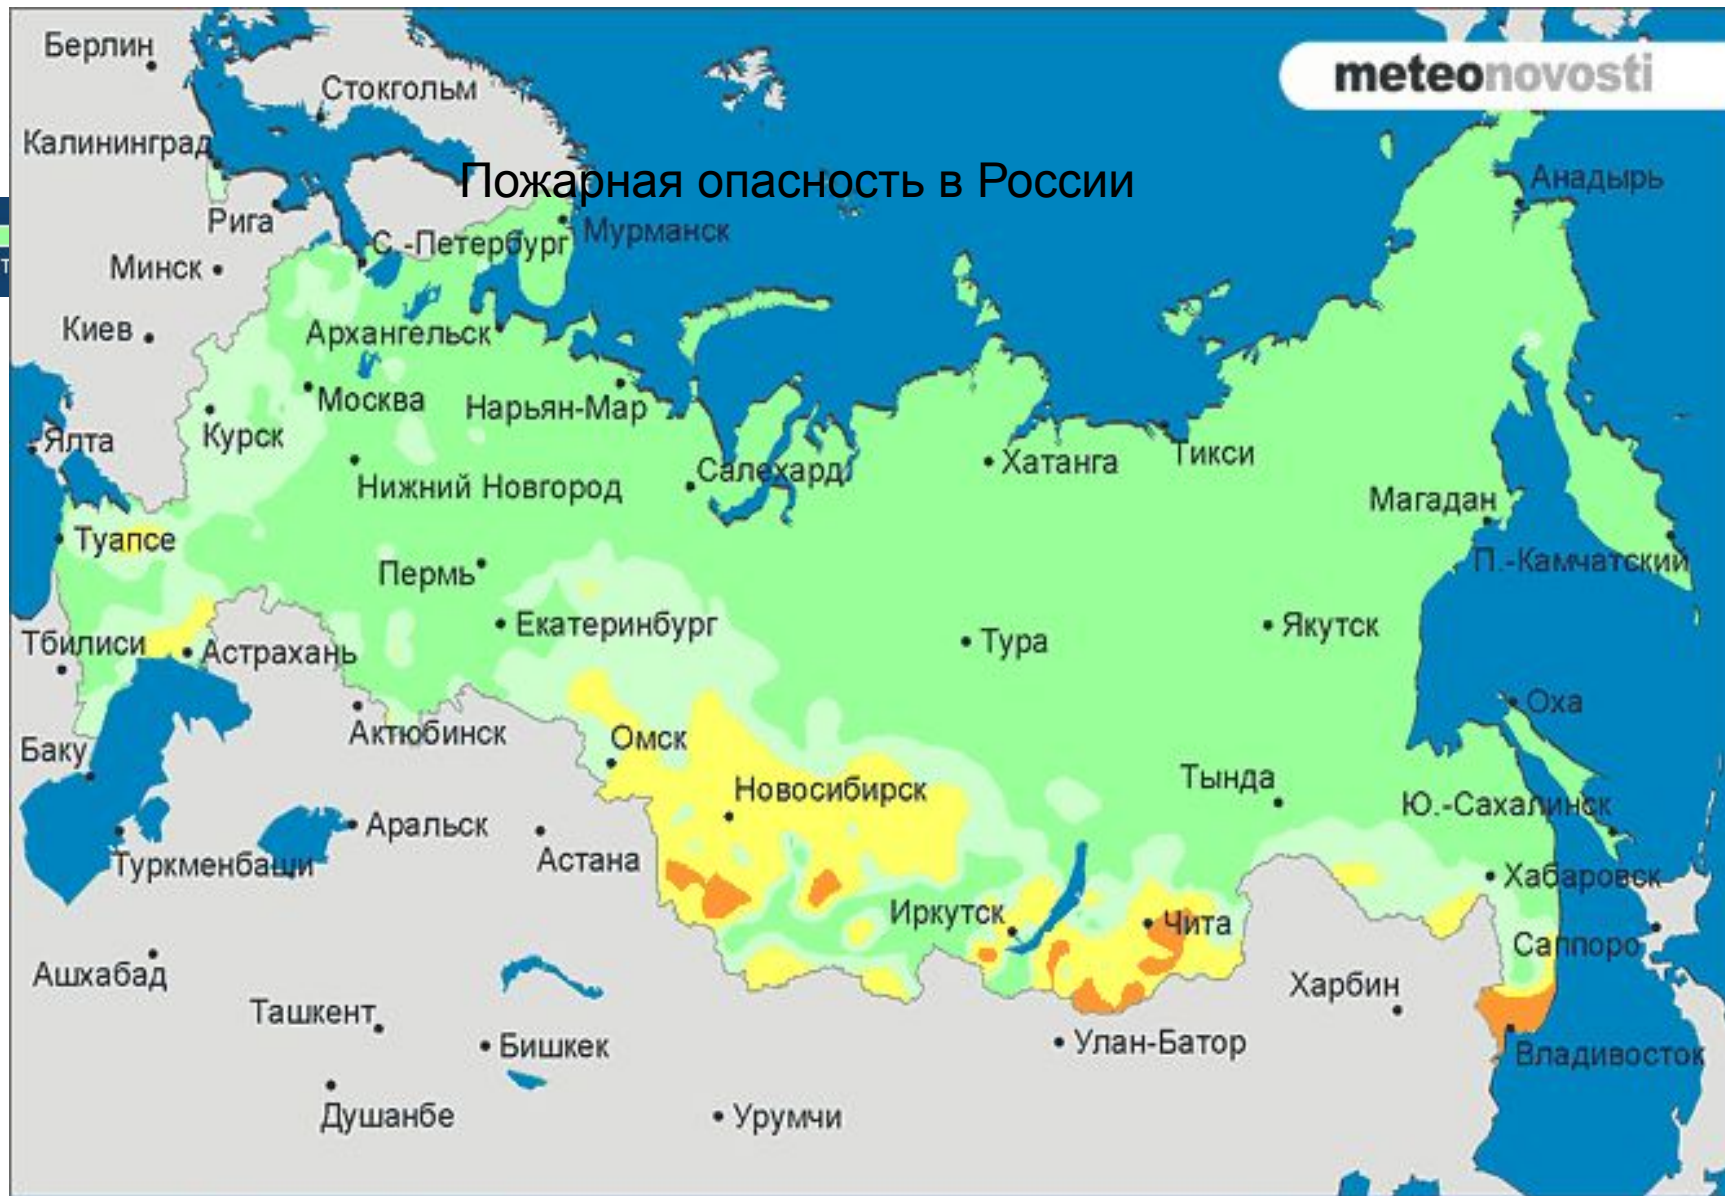 Берлин
meteonovosti
Стокгольм
Калининград
Пожарная опасность в России
Анадырь
Рига
С.-Петербург
Мурманск
Минск
Киев
Архангельск
Москва
Нарьян-Мар
Курск
Ялта
Салехард
Хатанга
Тикси
Нижний Новгород
Магадан
Туапсе
Пермь
П.-Камчатский
Екатеринбург
Якутск
Тбилиси
Астрахань
Тура
Оха
Актюбинск
Омск
Баку
Тында
Новосибирск
Ю.-Сахалинск
Аральск
Туркменбаши
Астана
Хабаровск
Иркутск
Чита
Саппоро
Ашхабад
Харбин
Ташкент
Бишкек
Улан-Батор
Владивосток
Душанбе
Урумчи